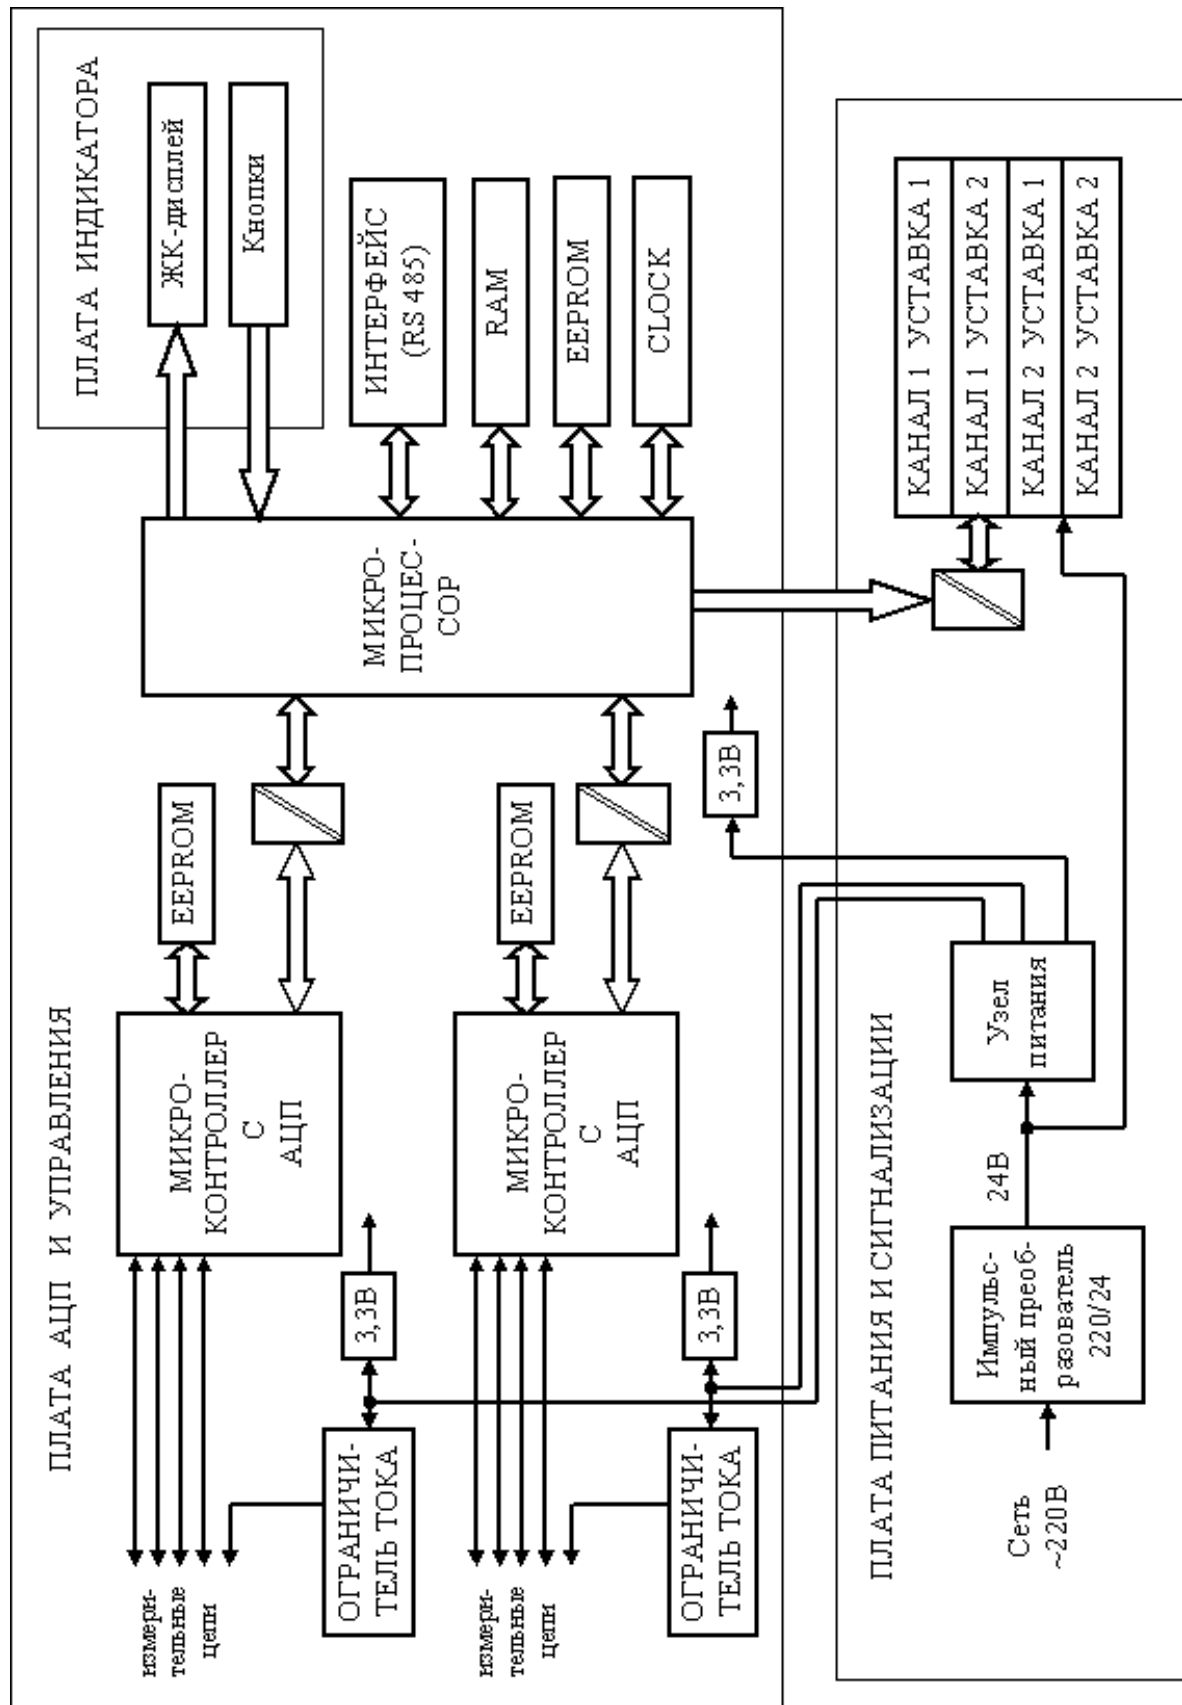 ПЛАТА АЦП И УПРАВЛЕНИЯ
ПЛАТА ИНДИКАТОРА
ЖК-дисплей
Кнопки
измери-
тельные
цепи
МИКРО-
КОНТРОЛЛЕР
С
АЦП
EEPROM
МИКРО-
ПРОЦЕС-
СОР
ИНТЕРФЕЙС
(RS 485)
RAM
EEPROM
CLOCK
ОГРАНИЧИ-
ТЕЛЬ ТОКА
3,3В
измери-
тельные
цепи
МИКРО-
КОНТРОЛЛЕР
С
АЦП
EEPROM
ОГРАНИЧИ-
ТЕЛЬ ТОКА
3,3В
3,3В
ПЛАТА ПИТАНИЯ И СИГНАЛИЗАЦИИ
Сеть
~220В
Импульс-
ный преоб-
разователь
220/24
24В
Узел
питания
КАНАЛ 1 УСТАВКА 1
КАНАЛ 1 УСТАВКА 2
КАНАЛ 2 УСТАВКА 1
КАНАЛ 2 УСТАВКА 2